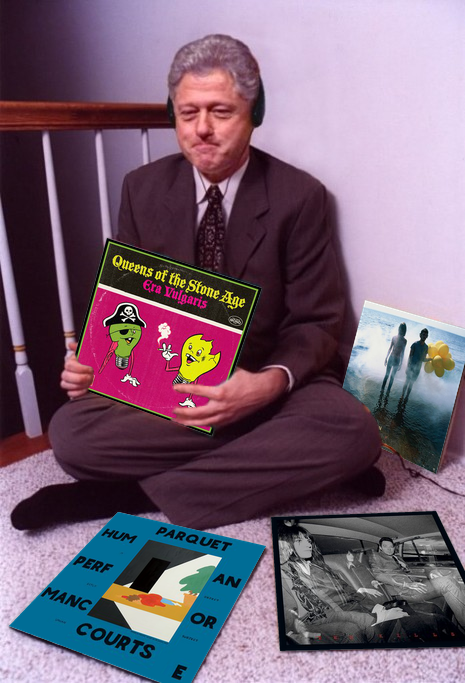 Queens of the Stone Age
Era Vulgaris
HUM PARQUET
PERF AN
MANC OR
COURTS
E